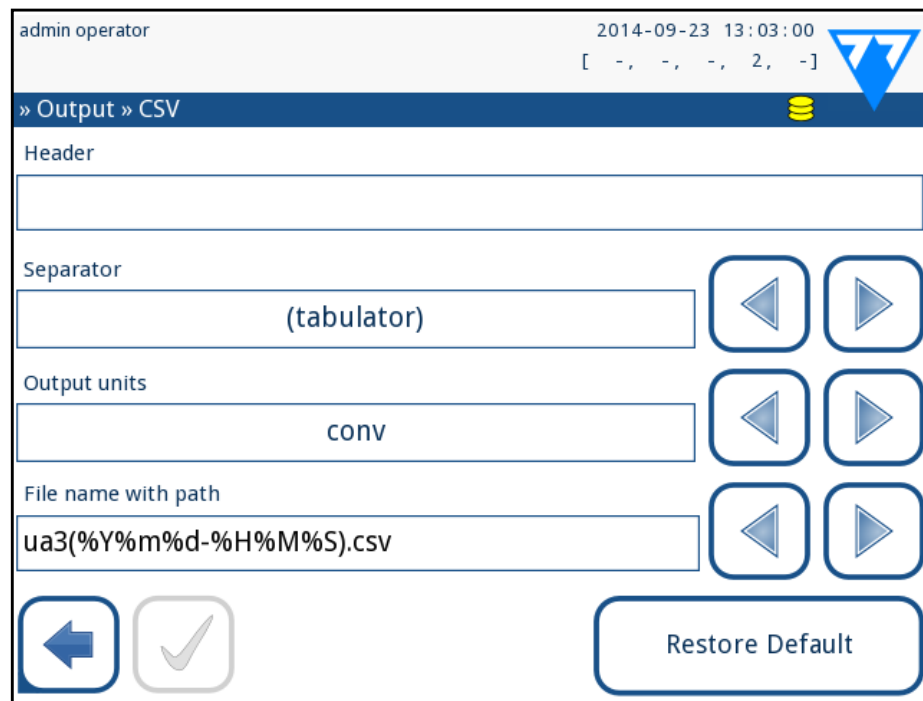 admin operator
2014-09-23 13:03:00
[ -, -, -, 2, -]
» Output » CSV
Header
Separator
(tabulator)
Output units
conv
File name with path
ua3(%Y%m%d-%H%M%S).csv
Restore Default